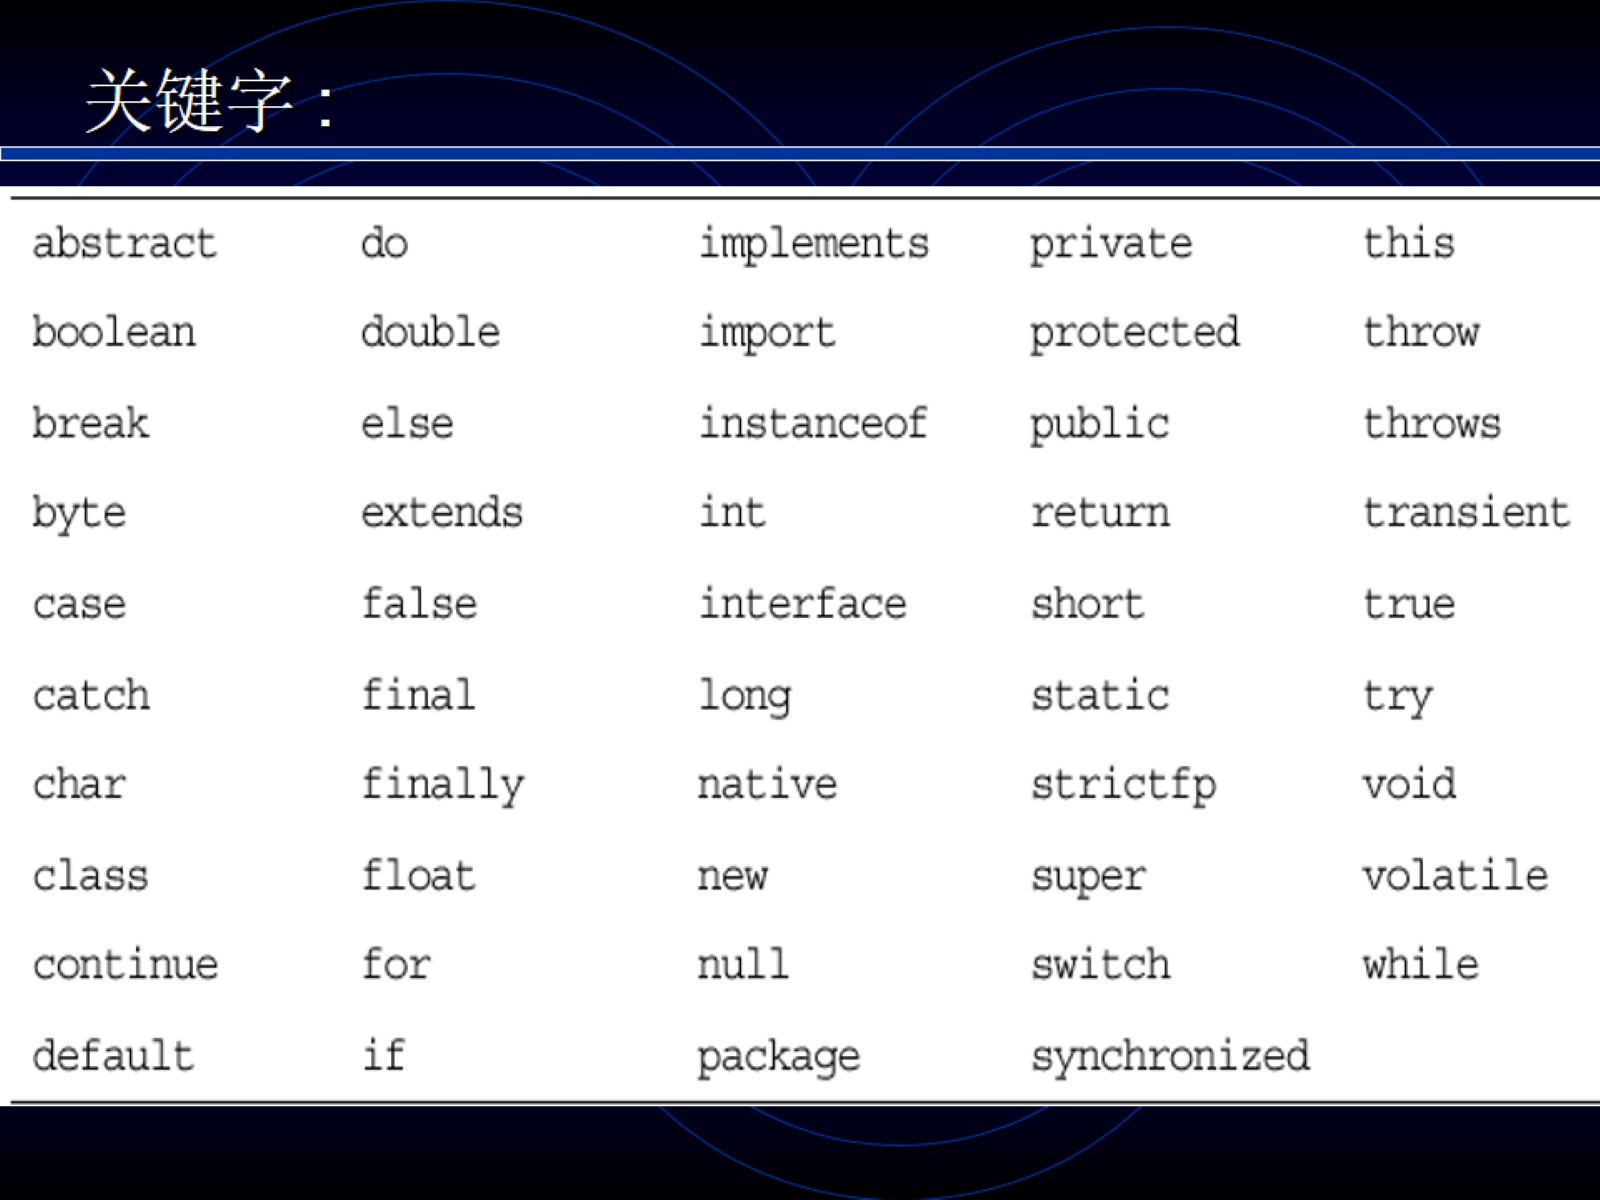 关键字：
abstract do implements private this
boolean double import protected throw
break else instanceof public throws
byte extends int return transient
case false interface short true
catch final long static try
char finally native strictfp void
class float new super volatile
continue for null switch while
default if package synchronized